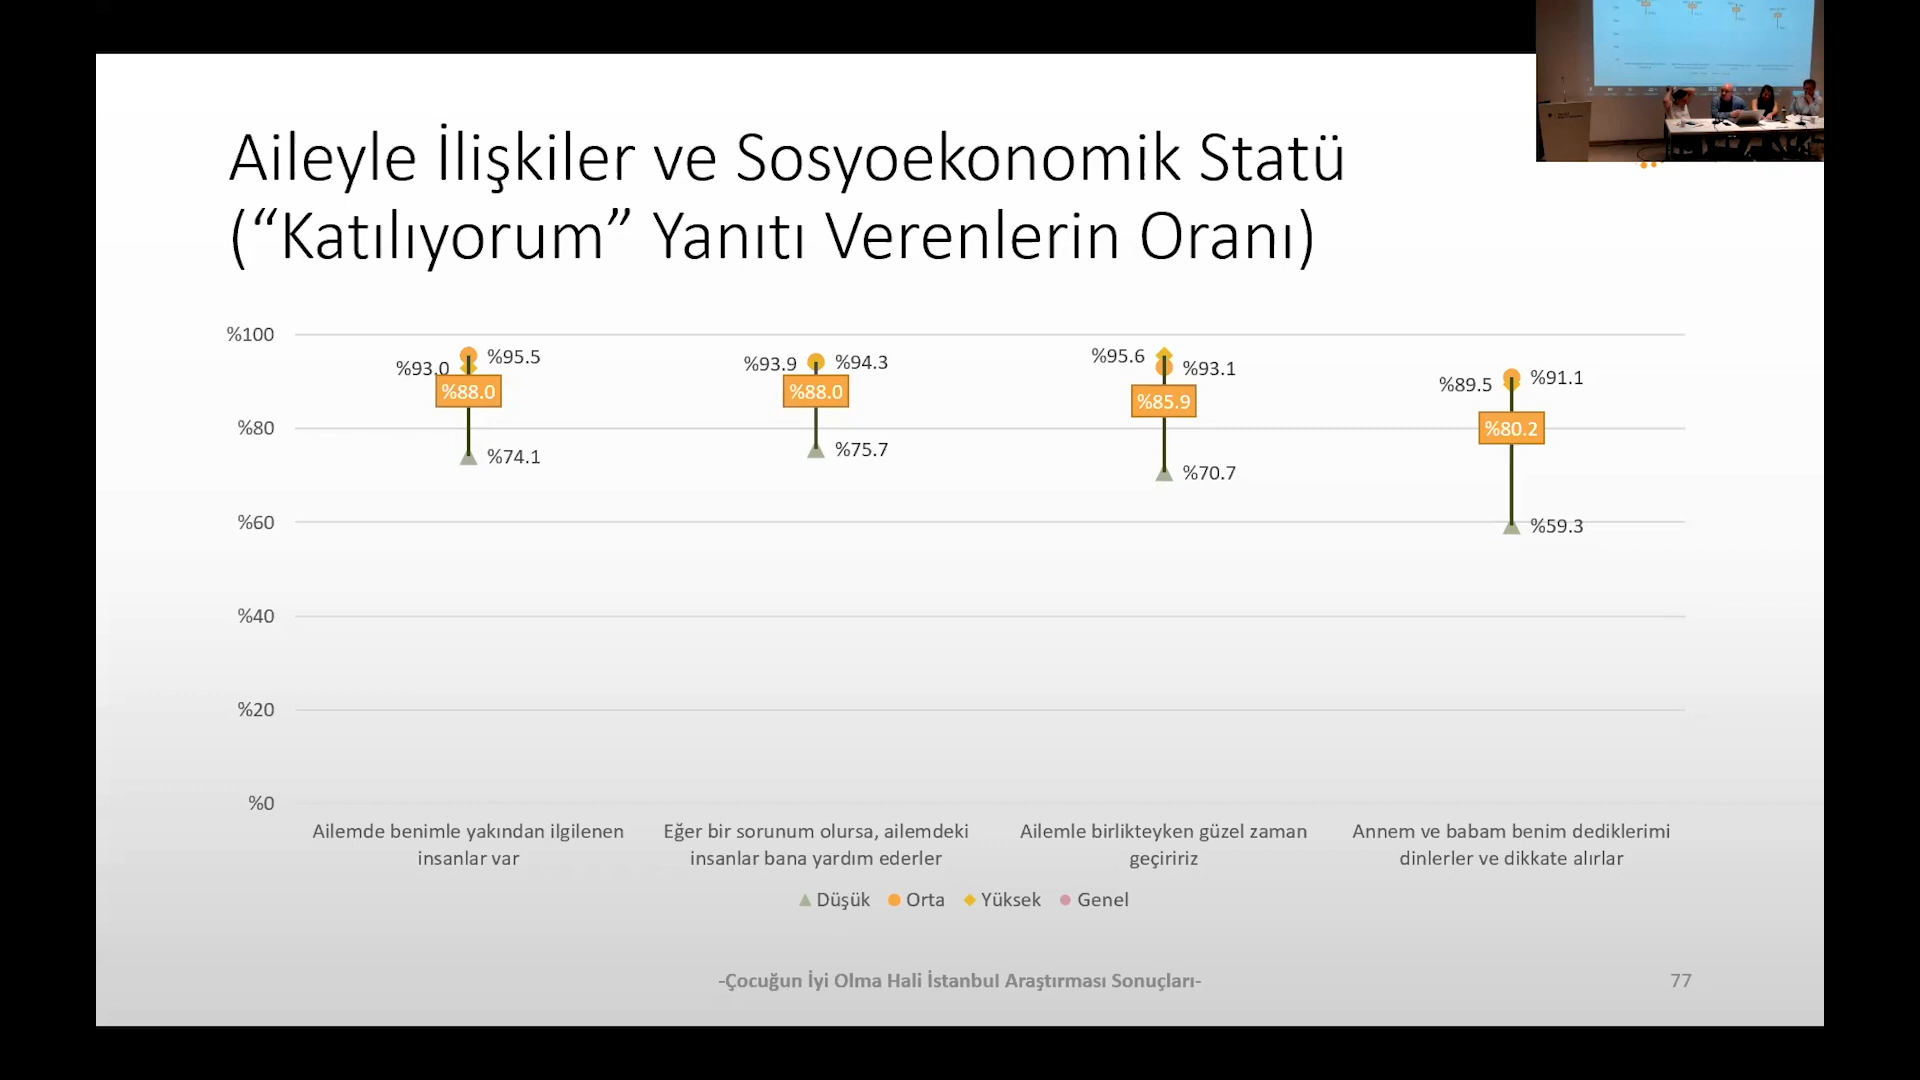 Aileyle İlişkiler ve Sosyoekonomik Statü
(“Katılıyorum” Yanıtı Verenlerin Oranı)
%100
%80
%60
%40
%20
%0
%93.0
%95.5
%88.0
%74.1
%93.9
%94.3
%88.0
%75.7
%95.6
%93.1
%85.9
%70.7
%89.5
%91.1
%80.2
%59.3
Ailemde benimle yakından ilgilenen
insanlar var
Eğer bir sorunum olursa, ailemdeki
insanlar bana yardım ederler
Ailemle birlikteyken güzel zaman
geçiririz
Annem ve babam benim dediklerimi
dinlerler ve dikkate alırlar
Düşük Orta Yüksek Genel
-Çocuğun İyi Olma Hali İstanbul Araştırması Sonuçları-
77